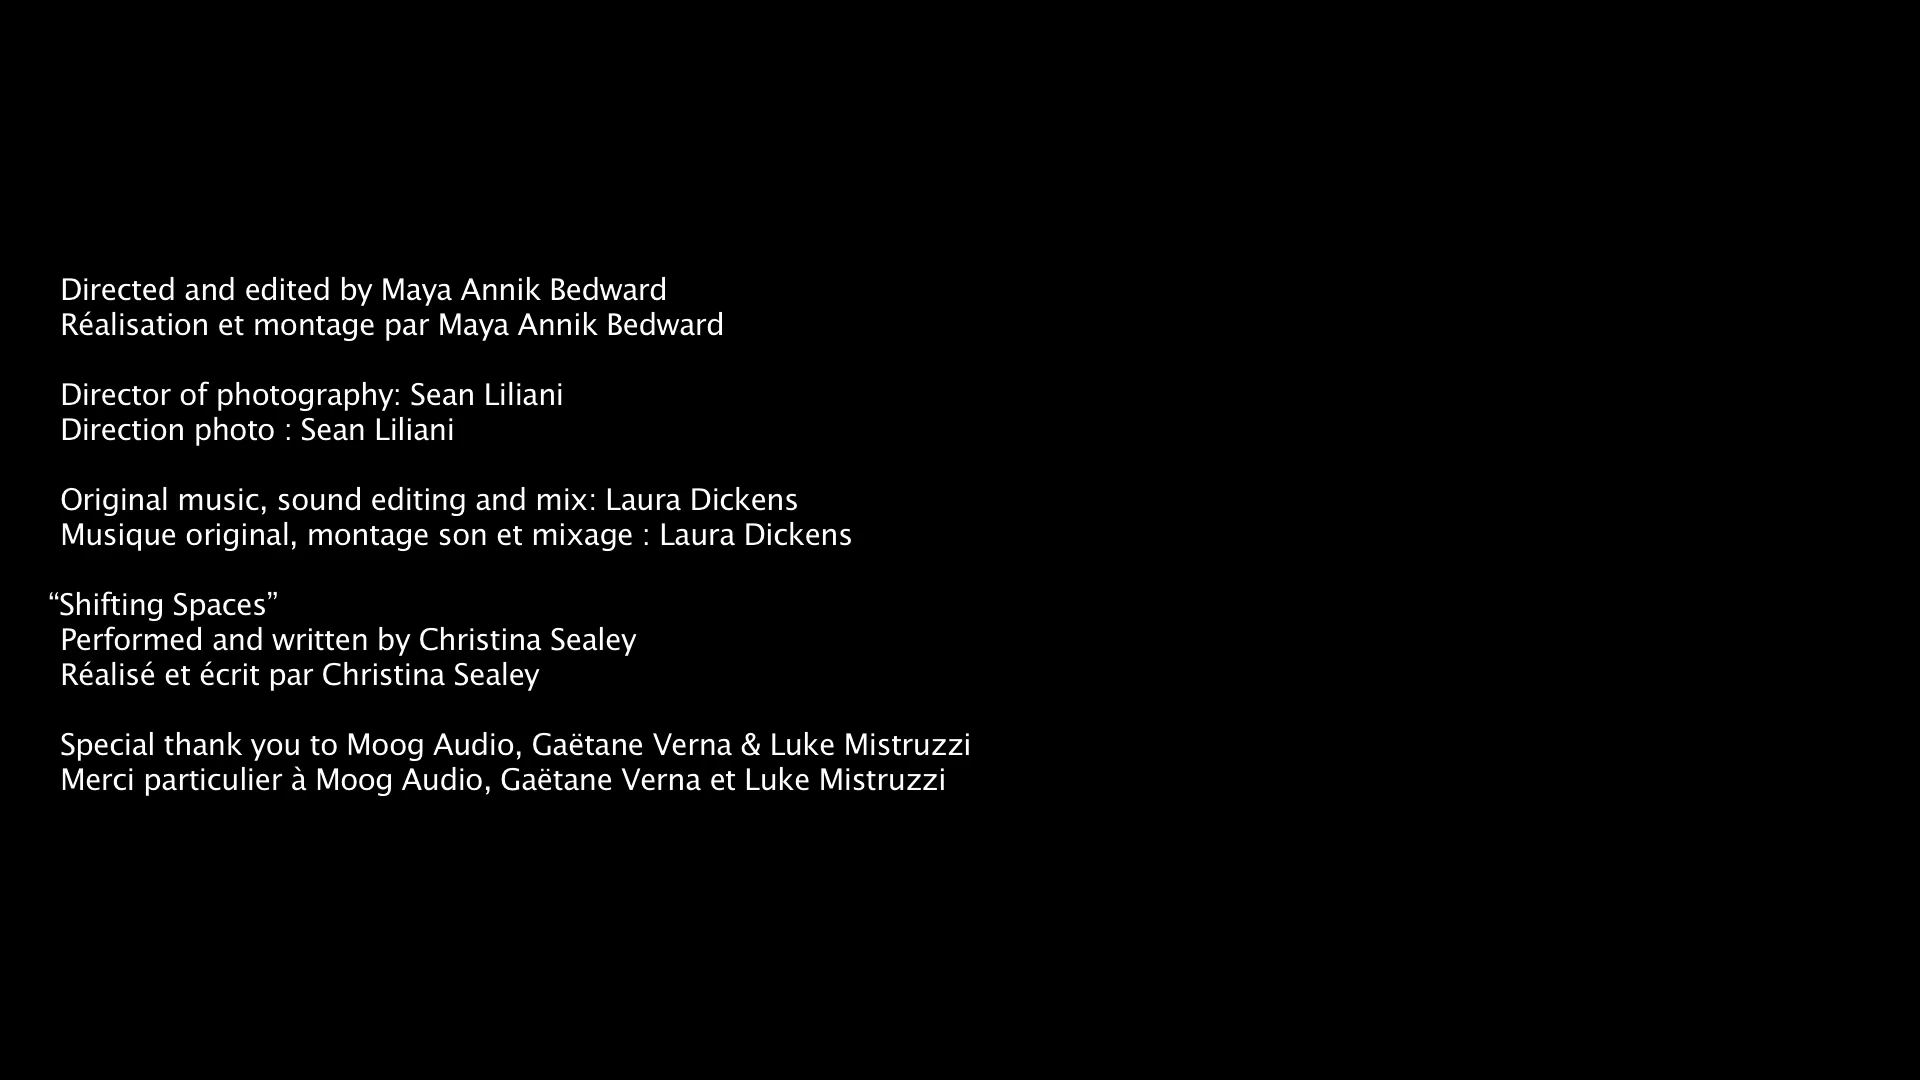 Directed and edited by Maya Annik Bedward
Réalisation et montage par Maya Annik Bedward
Director of photography: Sean Liliani
Direction photo : Sean Liliani
Original music, sound editing and mix: Laura Dickens
Musique original, montage son et mixage : Laura Dickens
“Shifting Spaces”
Performed and written by Christina Sealey
Réalisé et écrit par Christina Sealey
Special thank you to Moog Audio, Gaëtane Verna & Luke Mistruzzi
Merci particulier à Moog Audio, Gaëtane Verna et Luke Mistruzzi